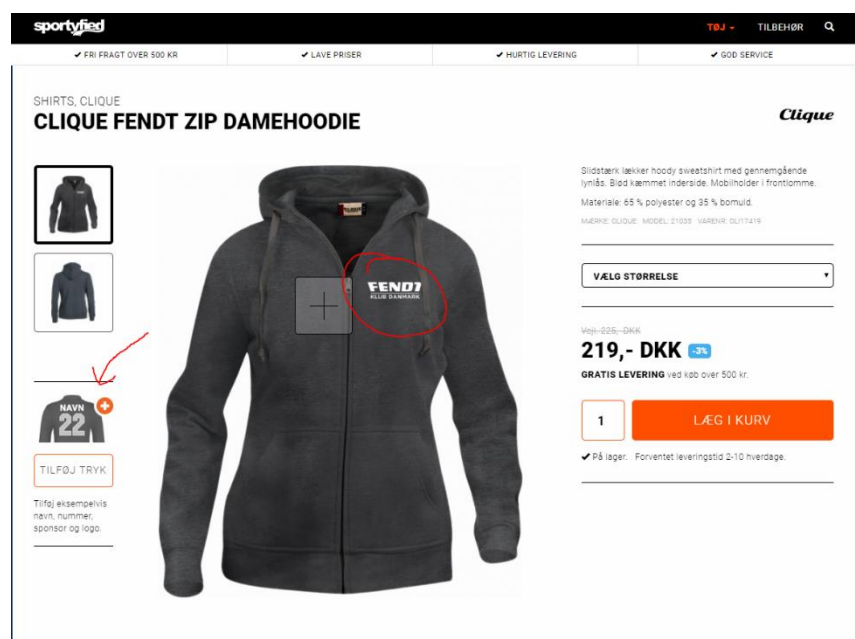 sportyfied
TØJ
TILBEHØR
✔ FRI FRAGT OVER 500 KR
✔ LAVE PRISER
✔ HURTIG LEVERING
✔ GOD SERVICE
SHIRTS, CLIQUE
CLIQUE FENDT ZIP DAMEHOODIE
Clique
FENDT
KLUB DANMARK
NAVN
22
TILFØJ TRYK
Tilføj eksempelvis
navn, nummer,
sponsor og logo.
Slidstærk lækker hoody sweatshirt med gennemgående
lynlås. Blød kæmmet inderside. Mobilholder i frontlomme.
Materiale: 65 % polyester og 35 % bomuld.
MÆRKE: CLIQUE MODEL: 21035 VARENR: CLI17419
VÆLG STØRRELSE
Vejl. 225,- DKK
219,- DKK -3%
GRATIS LEVERING ved køb over 500 kr.
1
LÆG I KURV
✔ På lager. Forventet leveringstid 2-10 hverdage.